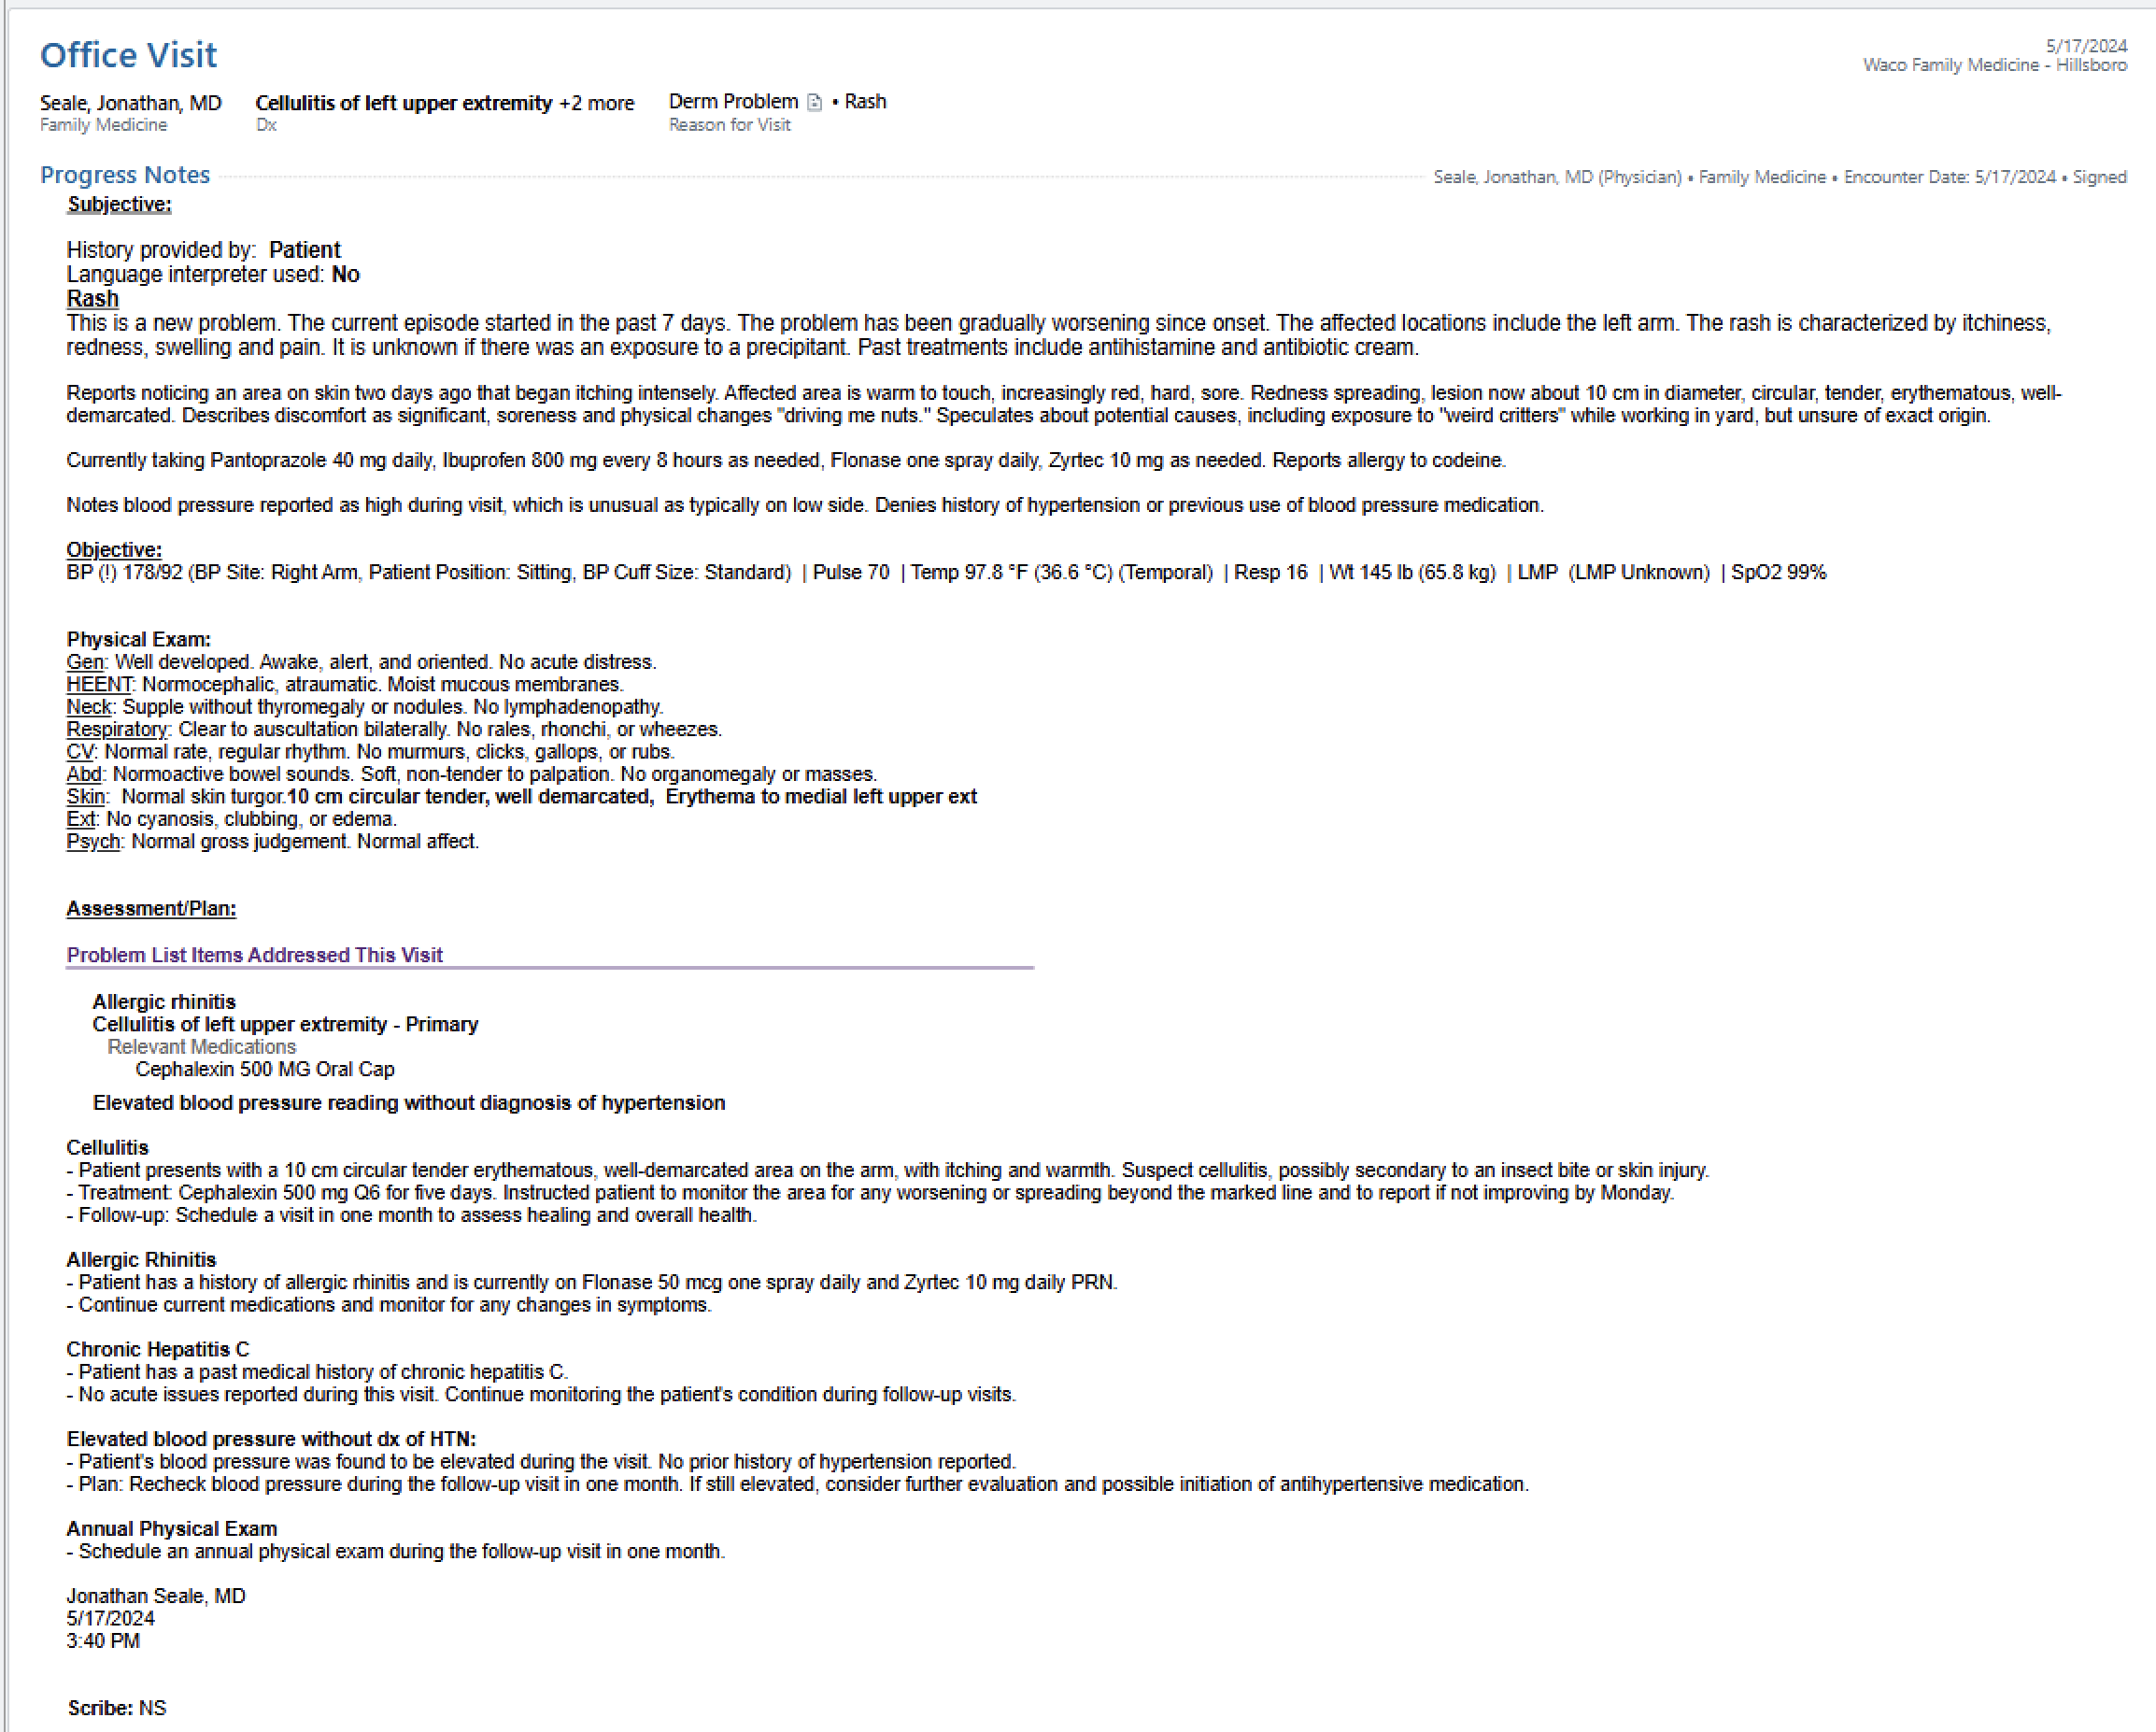 Office Visit
5/17/2024
Waco Family Medicine - Hillsboro
Seale, Jonathan, MD
Family Medicine
Cellulitis of left upper extremity +2 more
Dx
Derm Problem • Rash
Reason for Visit
Progress Notes
Seale, Jonathan, MD (Physician) • Family Medicine • Encounter Date: 5/17/2024 • Signed
Subjective:
History provided by: Patient
Language interpreter used: No
Rash
This is a new problem. The current episode started in the past 7 days. The problem has been gradually worsening since onset. The affected locations include the left arm. The rash is characterized by itchiness,
redness, swelling and pain. It is unknown if there was an exposure to a precipitant. Past treatments include antihistamine and antibiotic cream.
Reports noticing an area on skin two days ago that began itching intensely. Affected area is warm to touch, increasingly red, hard, sore. Redness spreading, lesion now about 10 cm in diameter, circular, tender, erythematous, well-
demarcated. Describes discomfort as significant, soreness and physical changes "driving me nuts." Speculates about potential causes, including exposure to "weird critters" while working in yard, but unsure of exact origin.
Currently taking Pantoprazole 40 mg daily, Ibuprofen 800 mg every 8 hours as needed, Flonase one spray daily, Zyrtec 10 mg as needed. Reports allergy to codeine.
Notes blood pressure reported as high during visit, which is unusual as typically on low side. Denies history of hypertension or previous use of blood pressure medication.
Objective:
BP (!) 178/92 (BP Site: Right Arm, Patient Position: Sitting, BP Cuff Size: Standard) | Pulse 70 | Temp 97.8 °F (36.6 °C) (Temporal) | Resp 16 | Wt 145 lb (65.8 kg) | LMP (LMP Unknown) | SpO2 99%
Physical Exam:
Gen: Well developed. Awake, alert, and oriented. No acute distress.
HEENT: Normocephalic, atraumatic. Moist mucous membranes.
Neck: Supple without thyromegaly or nodules. No lymphadenopathy.
Respiratory: Clear to auscultation bilaterally. No rales, rhonchi, or wheezes.
CV: Normal rate, regular rhythm. No murmurs, clicks, gallops, or rubs.
Abd: Normoactive bowel sounds. Soft, non-tender to palpation. No organomegaly or masses.
Skin: Normal skin turgor.10 cm circular tender, well demarcated, Erythema to medial left upper ext
Ext: No cyanosis, clubbing, or edema.
Psych: Normal gross judgement. Normal affect.
Assessment/Plan:
Problem List Items Addressed This Visit
Allergic rhinitis
Cellulitis of left upper extremity - Primary
Relevant Medications
Cephalexin 500 MG Oral Cap
Elevated blood pressure reading without diagnosis of hypertension
Cellulitis
- Patient presents with a 10 cm circular tender erythematous, well-demarcated area on the arm, with itching and warmth. Suspect cellulitis, possibly secondary to an insect bite or skin injury.
- Treatment: Cephalexin 500 mg Q6 for five days. Instructed patient to monitor the area for any worsening or spreading beyond the marked line and to report if not improving by Monday.
- Follow-up: Schedule a visit in one month to assess healing and overall health.
Allergic Rhinitis
- Patient has a history of allergic rhinitis and is currently on Flonase 50 mcg one spray daily and Zyrtec 10 mg daily PRN.
- Continue current medications and monitor for any changes in symptoms.
Chronic Hepatitis C
- Patient has a past medical history of chronic hepatitis C.
- No acute issues reported during this visit. Continue monitoring the patient's condition during follow-up visits.
Elevated blood pressure without dx of HTN:
- Patient's blood pressure was found to be elevated during the visit. No prior history of hypertension reported.
- Plan: Recheck blood pressure during the follow-up visit in one month. If still elevated, consider further evaluation and possible initiation of antihypertensive medication.
Annual Physical Exam
- Schedule an annual physical exam during the follow-up visit in one month.
Jonathan Seale, MD
5/17/2024
3:40 PM
Scribe: NS